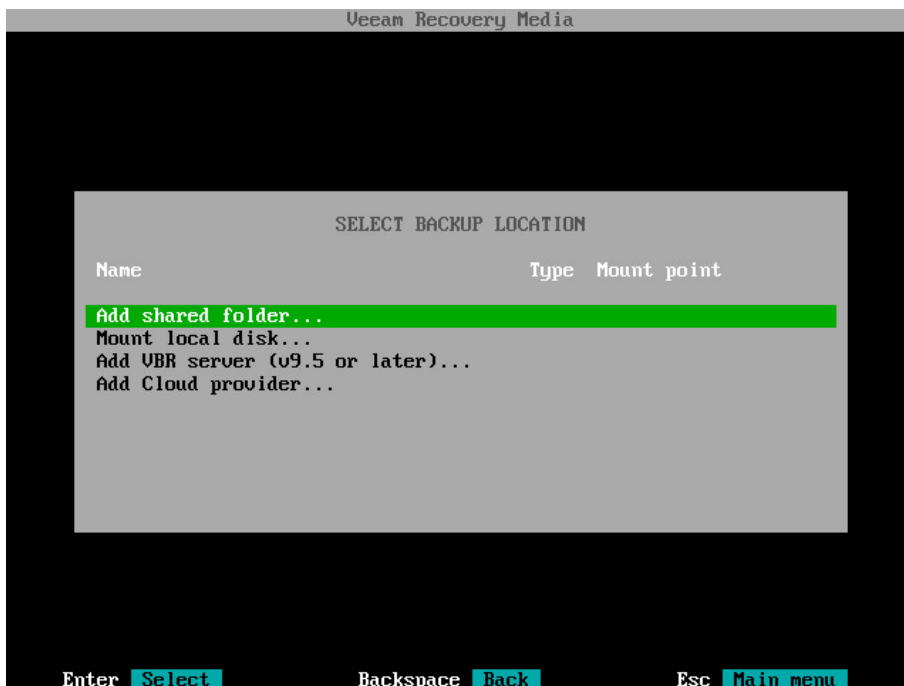 Veeam Recovery Media
SELECT BACKUP LOCATION
Name Type Mount point
Add shared folder...
Mount local disk...
Add VBR server (v9.5 or later)...
Add Cloud provider...
Enter Select Backspace Back Esc Main menu